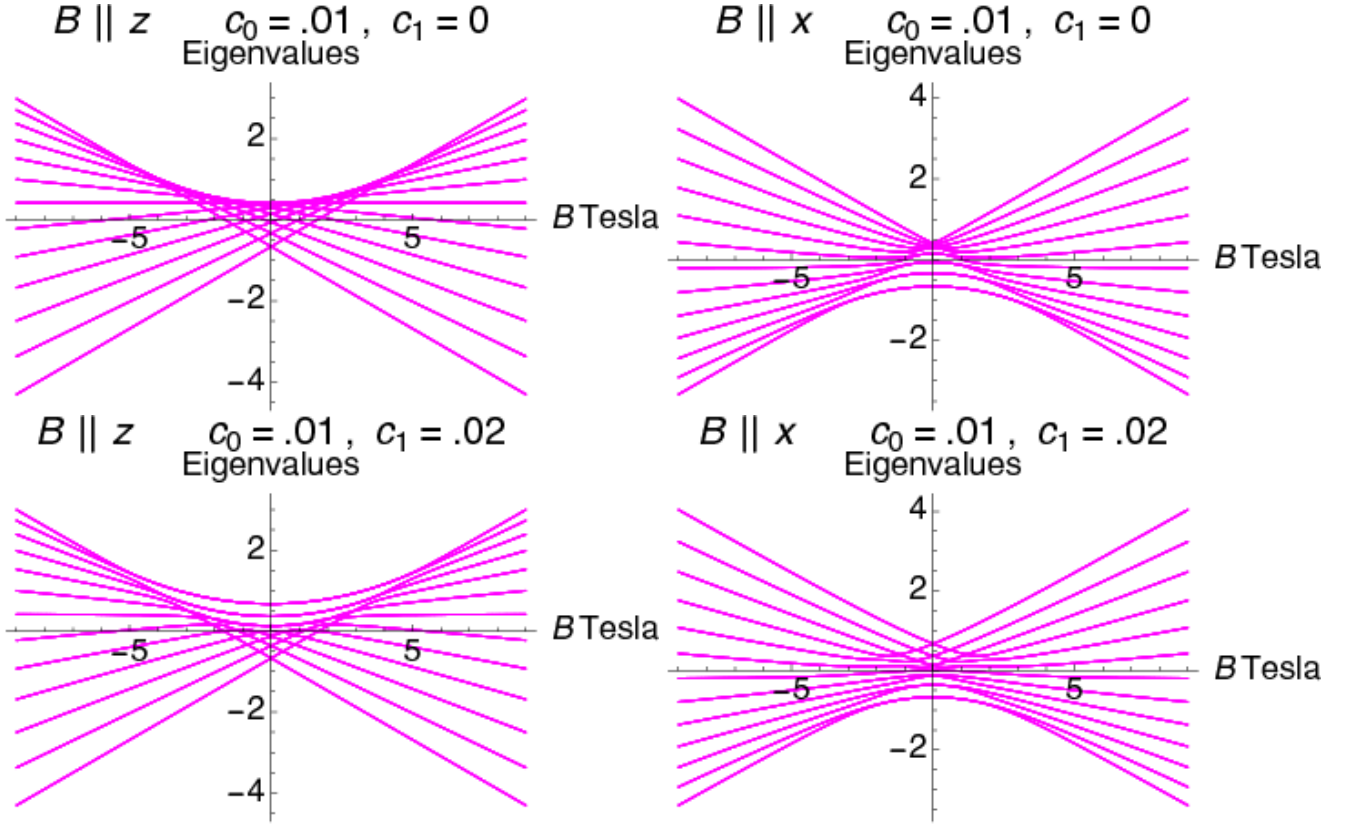 B || z c₀ = .01 , c₁ = 0
Eigenvalues
2
B Tesla
−5 5
−2
−4
B || x c₀ = .01 , c₁ = 0
Eigenvalues
4
2
B Tesla
−5 5
−2
B || z c₀ = .01 , c₁ = .02
Eigenvalues
2
B Tesla
−5 5
−2
−4
B || x c₀ = .01 , c₁ = .02
Eigenvalues
4
2
B Tesla
−5 5
−2